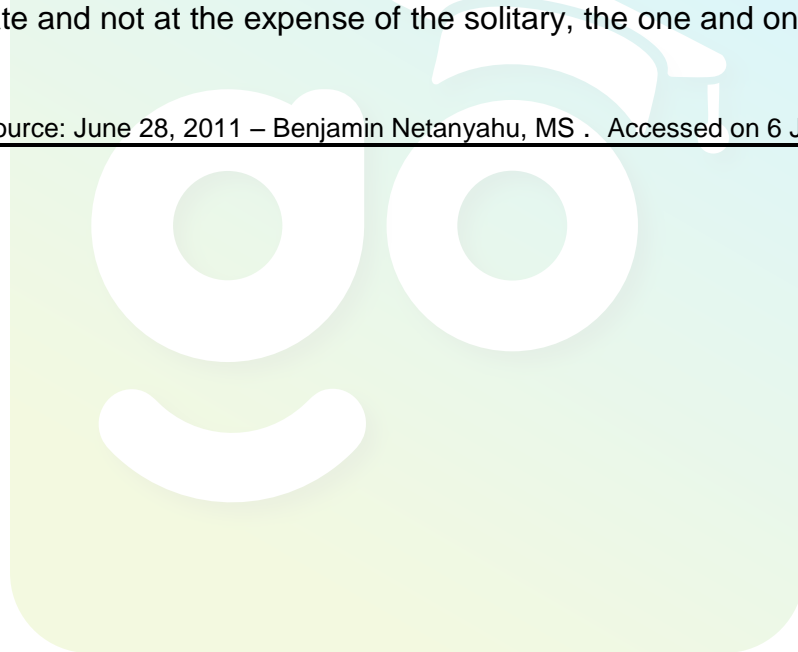 te and not at the expense of the solitary, the one and on
ource: June 28, 2011 – Benjamin Netanyahu, MS . Accessed on 6 J
go